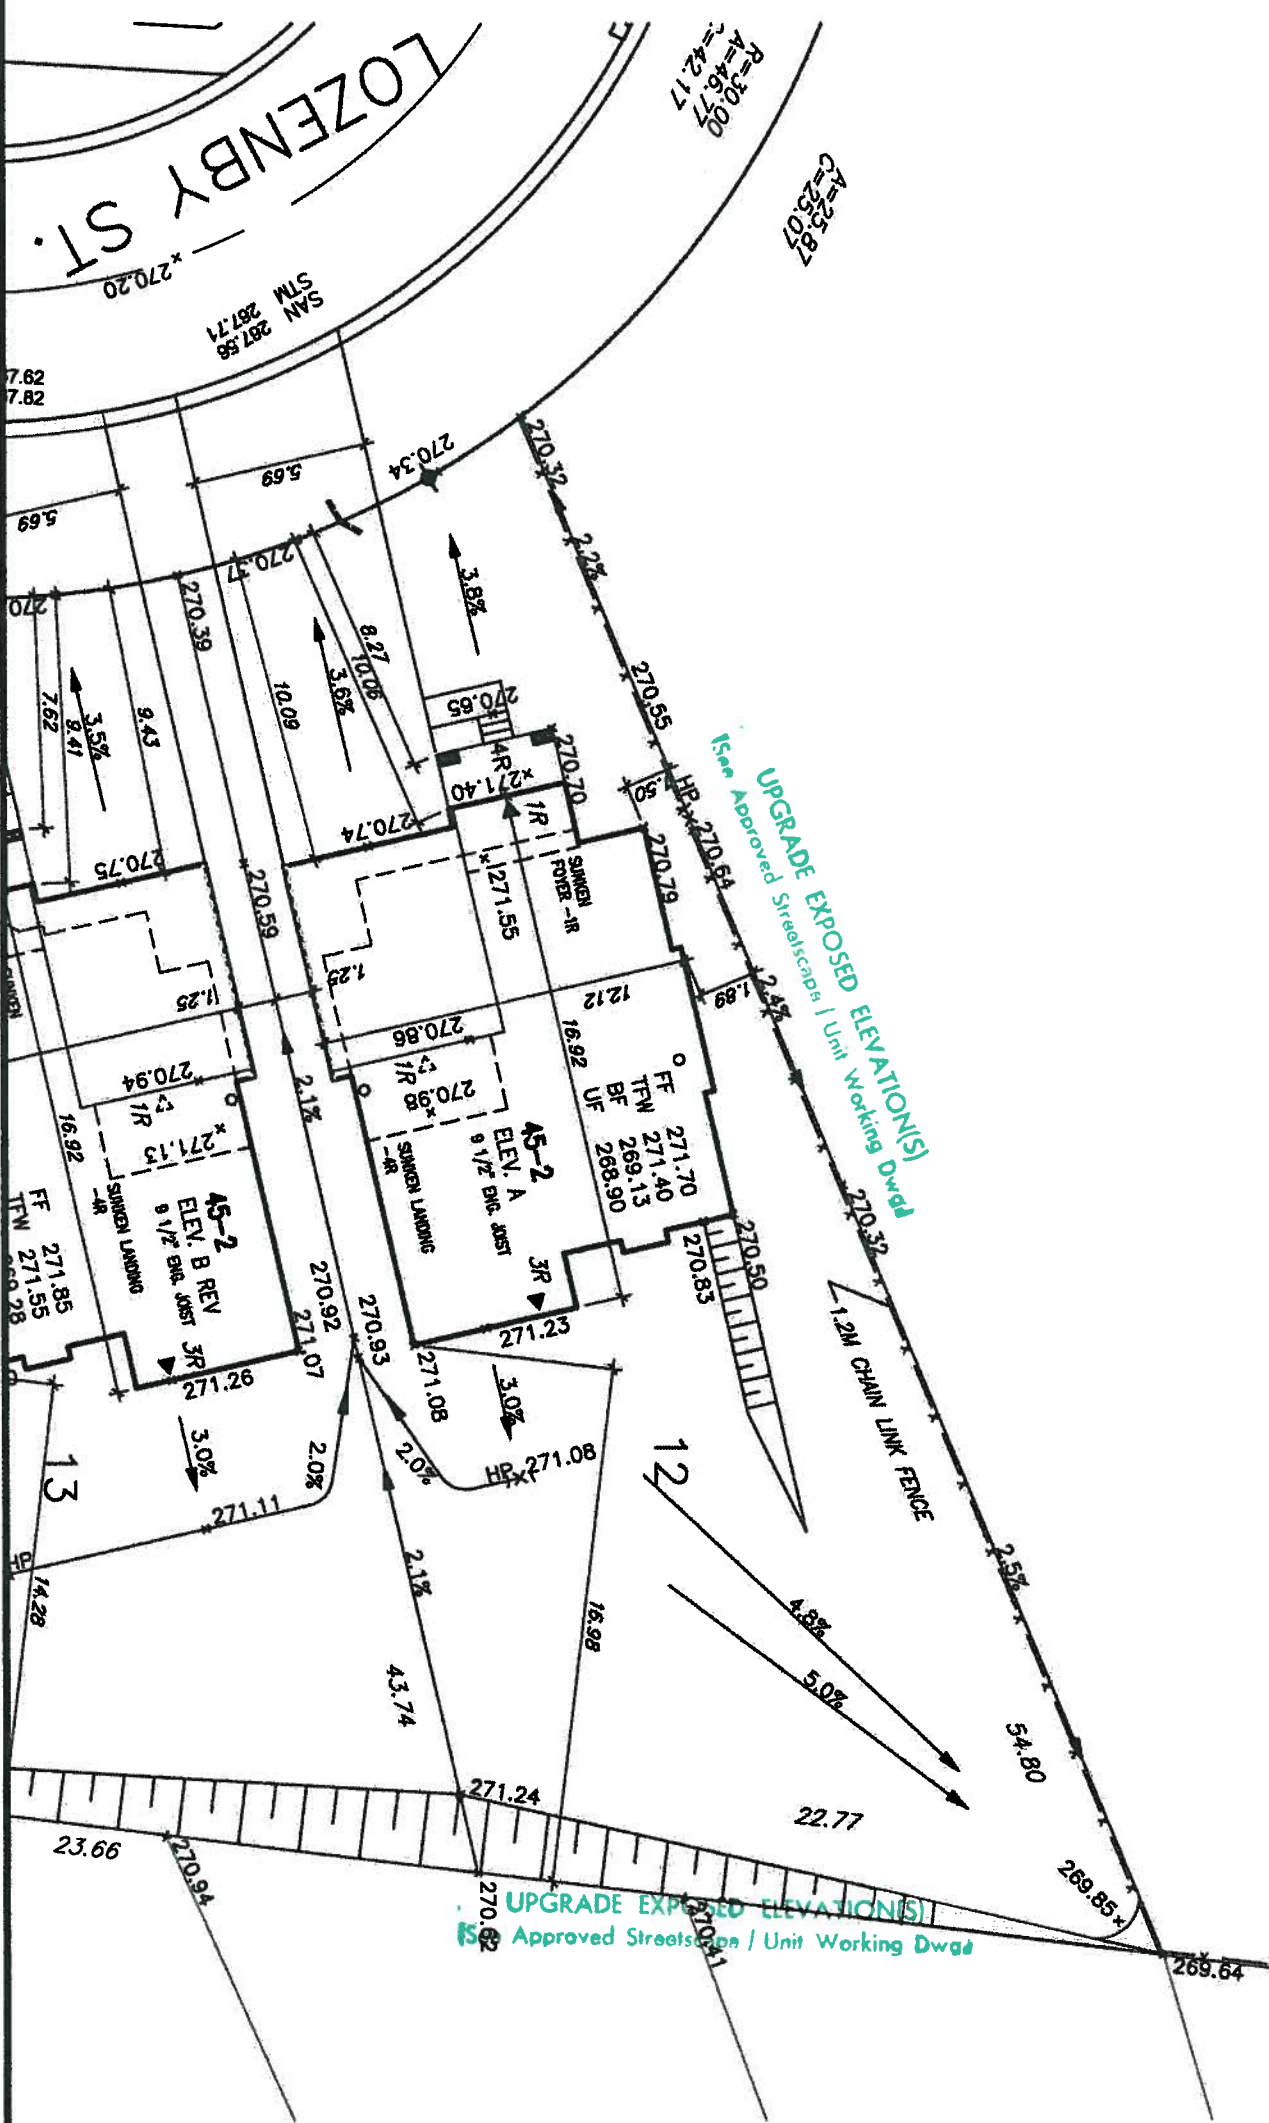 LOZENBY ST.
R=30.00
A=46.77
C=42.17
A=25.87
C=25.07
270.20
SAN 267.56
STM 267.71
7.62
7.82
5.69
5.69
270.34
270.32
2.2%
270.37
270.39
270
3.8%
8.27
10.06
3.6%
10.09
9.43
3.5%
9.41
7.62
270.55
270.65
4R
270.70
271.40
1R
.50
HP 270.64
270.74
270.75
270.59
271.55
SUNKEN
FOYER -1R
270.79
UPGRADE EXPOSED ELEVATION(S)
(See Approved Streetscape / Unit Working Dwgs)
1.25
1.25
12.12
1.89
2.4%
270.86
270.94
1R
270.98
1R
271.13
16.92
16.92
2.1%
FF 271.70
TFW 271.40
BF 269.13
UF 268.90
45-2
ELEV. A
9 1/2" ENG. JOIST
SUNKEN LANDING
-4R
3R
45-2
ELEV. B REV
9 1/2" ENG. JOIST
SUNKEN LANDING
-4R
3R
SUNKEN
FF 271.85
TFW 271.55
269.28
270.32
270.50
270.83
1.2M CHAIN LINK FENCE
270.92
270.93
271.07
271.08
271.23
271.26
3.0%
3.0%
2.0%
2.0%
HP 271.08
271.11
HP
12
13
14.28
2.1%
16.98
43.74
4.8%
5.0%
2.5%
54.80
22.77
23.66
271.24
270.94
270.62
270.41
269.85
269.64
UPGRADE EXPOSED ELEVATION(S)
(See Approved Streetscape / Unit Working Dwgs)